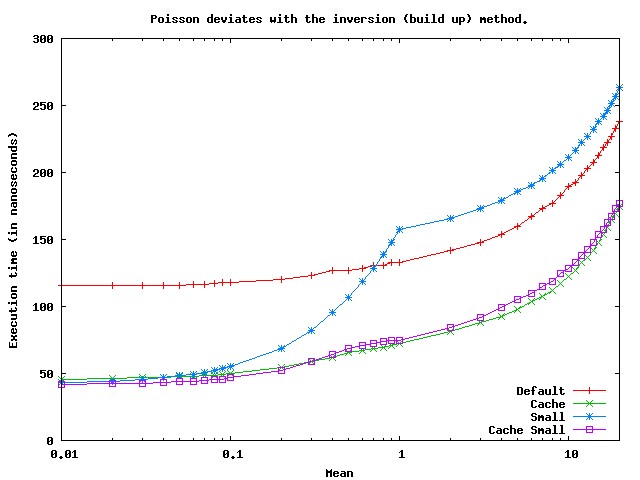 Poisson deviates with the inversion (build up) method.
300
250
200
150
100
50
0
Execution time (in nanoseconds)
0.01
0.1
1
10
Mean
Default
Cache
Small
Cache Small